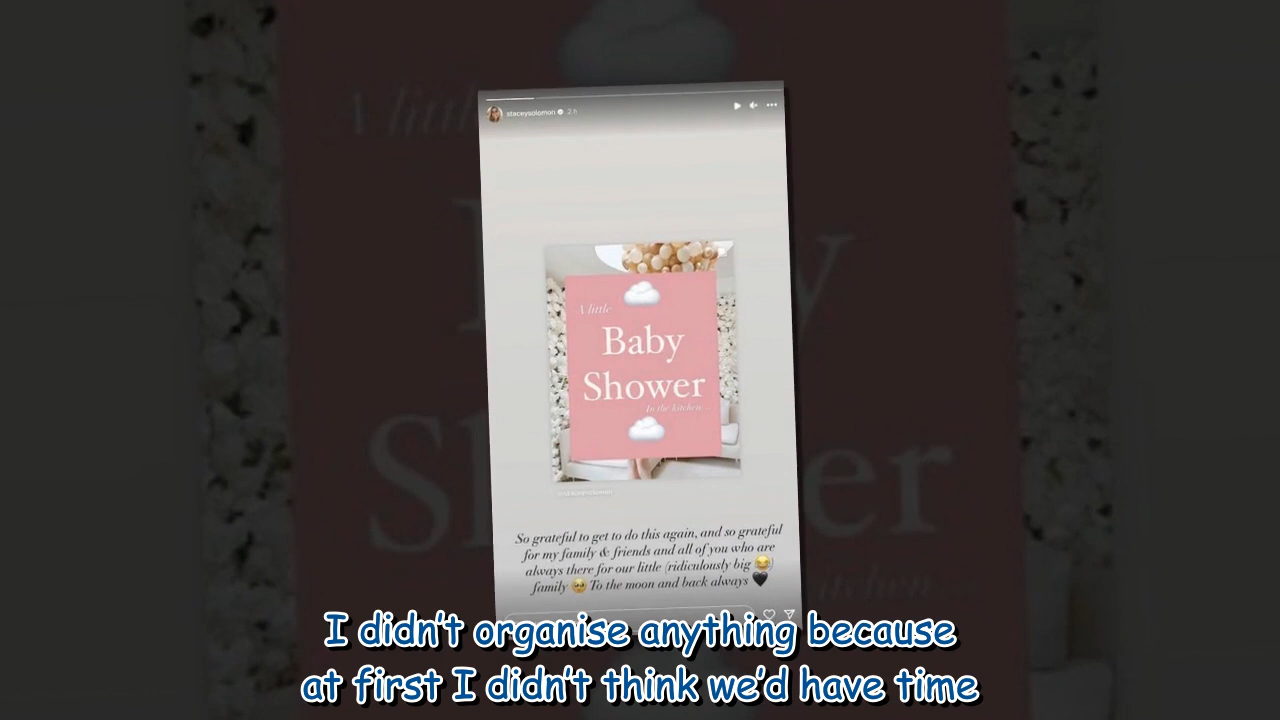 staceysolomon 2 h
A little
Baby
Shower
In the kitchen...
So grateful to get to do this again, and so grateful
for my family & friends and all of you who are
always there for our little (ridiculously big 😂)
family 🥹 To the moon and back always 🖤
I didn't organise anything because
at first I didn't think we'd have time